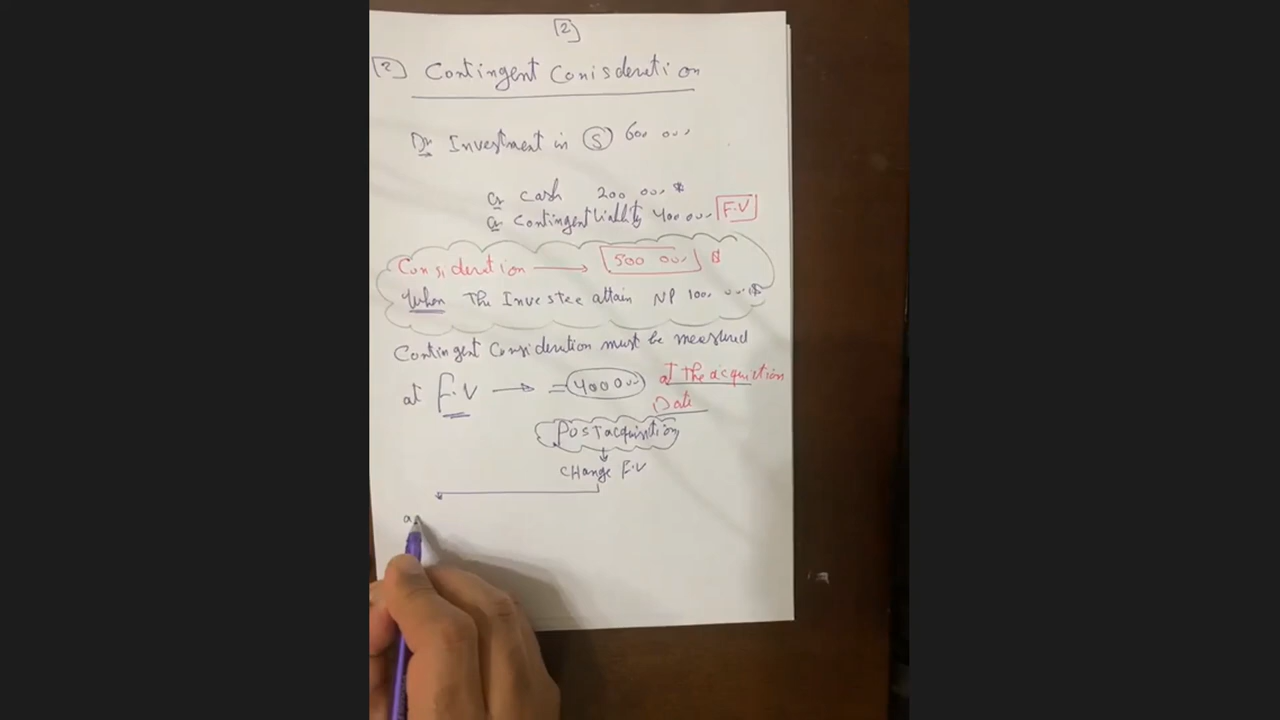 [2]
[2] Contingent Conisderation
Dr Investment in S 600 000
Cr Cash 200 000 $
Cr Contingent liability 400 000 F.V
Consideration → 500 000 $
When The Investee attain NP 100 000 $
Contingent Consideration must be measured
at F.V → = 400 000 at The acquistion
Date
Post acquisition
CHange F.V
a